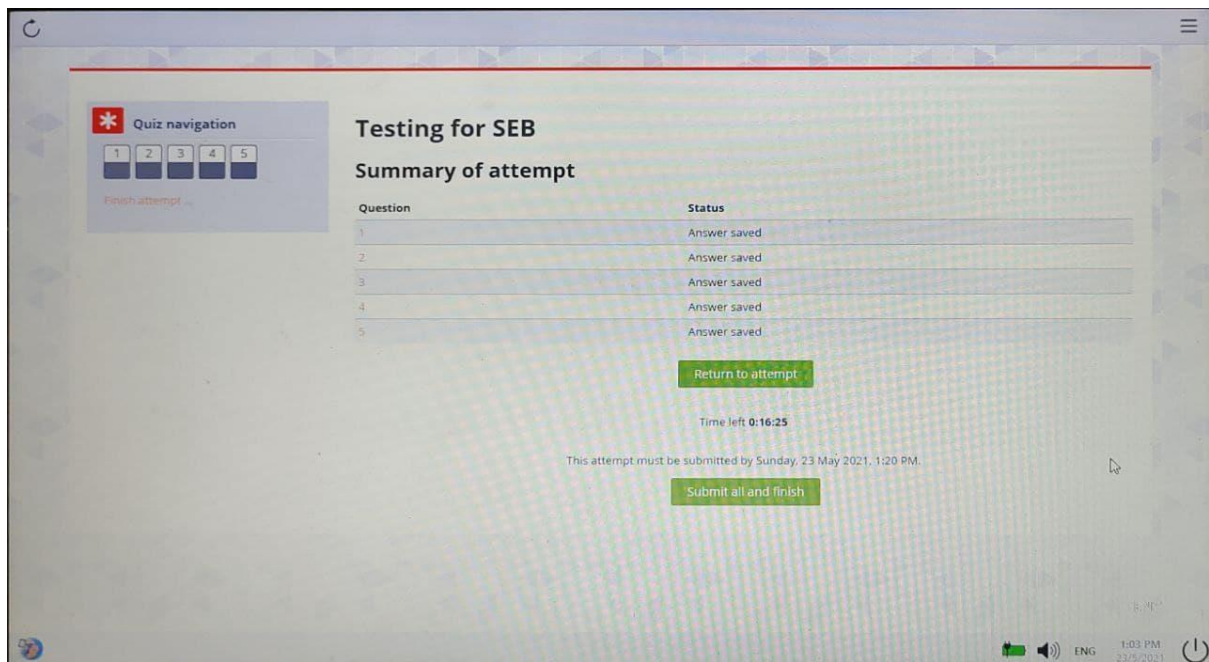 Quiz navigation
1 2 3 4 5
Finish attempt ...
Testing for SEB
Summary of attempt
Question Status
1 Answer saved
2 Answer saved
3 Answer saved
4 Answer saved
5 Answer saved
Return to attempt
Time left 0:16:25
This attempt must be submitted by Sunday, 23 May 2021, 1:20 PM.
Submit all and finish
ENG 1:03 PM
23/5/2021